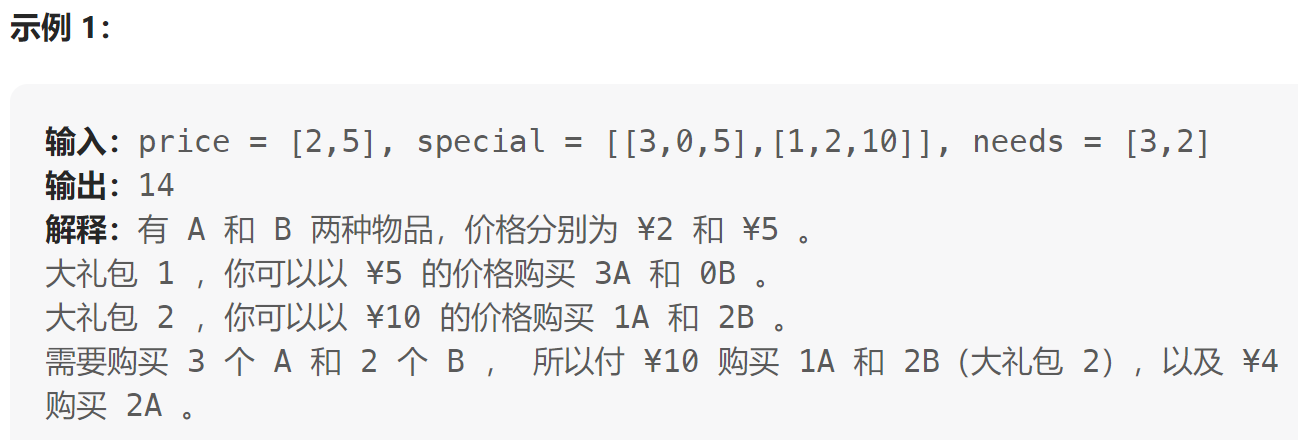 示例 1：
输入：price = [2,5], special = [[3,0,5],[1,2,10]], needs = [3,2]
输出：14
解释：有 A 和 B 两种物品，价格分别为 ¥2 和 ¥5 。
大礼包 1 ，你可以以 ¥5 的价格购买 3A 和 0B 。
大礼包 2 ，你可以以 ¥10 的价格购买 1A 和 2B 。
需要购买 3 个 A 和 2 个 B ， 所以付 ¥10 购买 1A 和 2B（大礼包 2），以及 ¥4
购买 2A 。